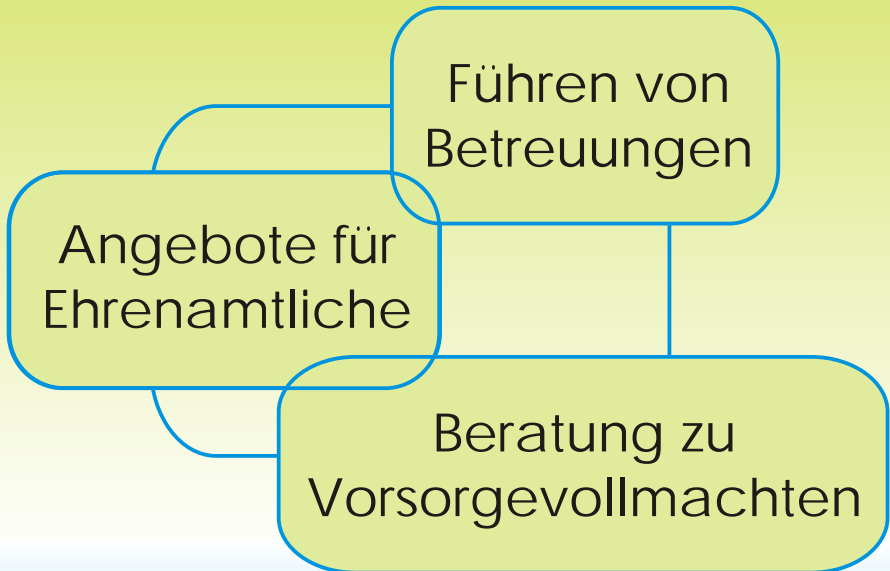 Führen von
Betreuungen
Angebote für
Ehrenamtliche
Beratung zu
Vorsorgevollmachten